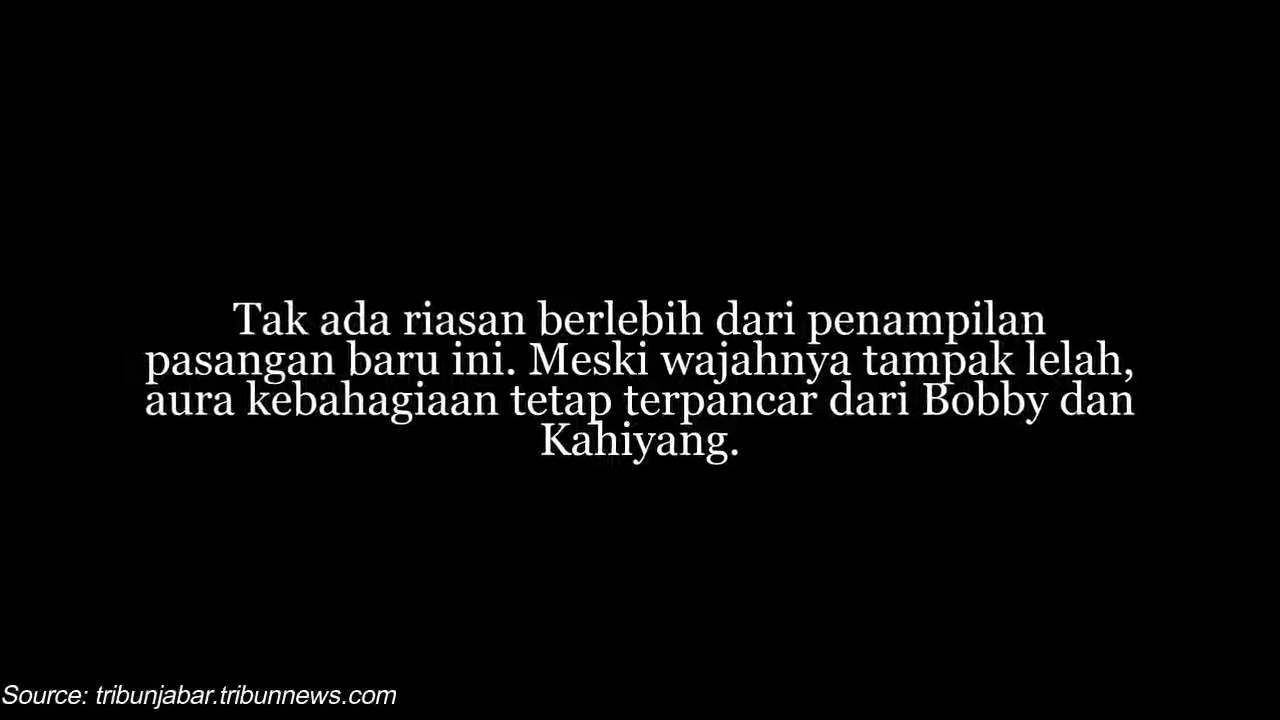 Tak ada riasan berlebih dari penampilan
pasangan baru ini. Meski wajahnya tampak lelah,
aura kebahagiaan tetap terpancar dari Bobby dan
Kahiyang.
Source: tribunjabar.tribunnews.com